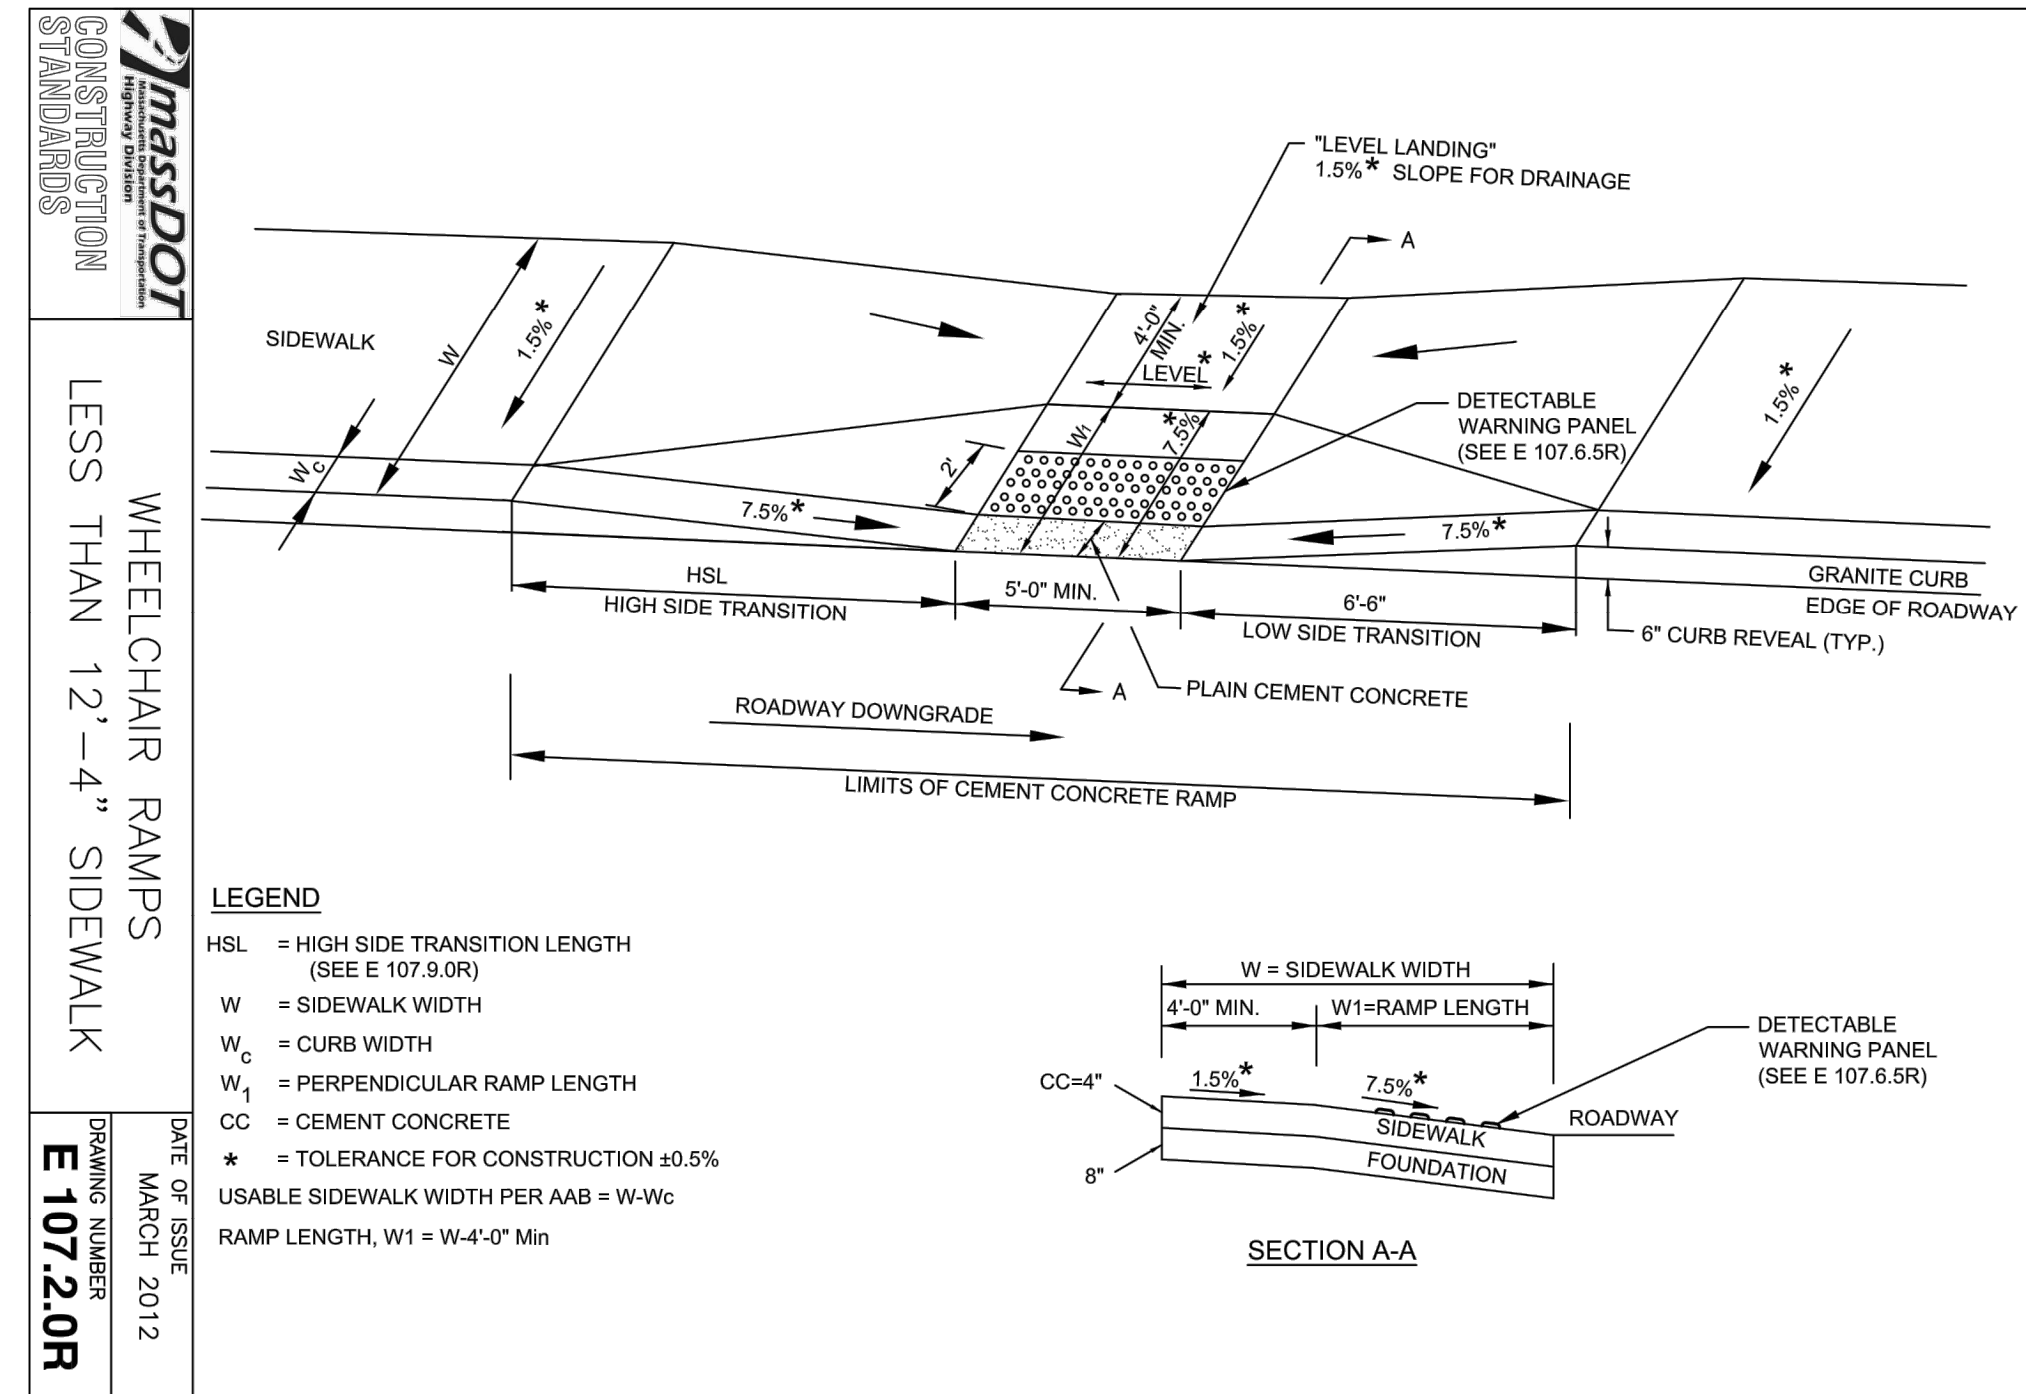 massDOT
Massachusetts Department of Transportation
Highway Division
CONSTRUCTION
STANDARDS
WHEELCHAIR RAMPS
LESS THAN 12'-4" SIDEWALK
DATE OF ISSUE
MARCH 2012
DRAWING NUMBER
E 107.2.0R
"LEVEL LANDING"
1.5%* SLOPE FOR DRAINAGE
A
SIDEWALK
W
1.5%*
4'-0"
MIN.
1.5%*
LEVEL*
1.5%*
DETECTABLE
WARNING PANEL
(SEE E 107.6.5R)
Wc
W1
7.5%*
2'
7.5%*
7.5%*
HSL
HIGH SIDE TRANSITION
5'-0" MIN.
6'-6"
LOW SIDE TRANSITION
GRANITE CURB
EDGE OF ROADWAY
6" CURB REVEAL (TYP.)
A
PLAIN CEMENT CONCRETE
ROADWAY DOWNGRADE
LIMITS OF CEMENT CONCRETE RAMP
LEGEND
HSL = HIGH SIDE TRANSITION LENGTH
(SEE E 107.9.0R)
W = SIDEWALK WIDTH
Wc = CURB WIDTH
W1 = PERPENDICULAR RAMP LENGTH
CC = CEMENT CONCRETE
* = TOLERANCE FOR CONSTRUCTION ±0.5%
USABLE SIDEWALK WIDTH PER AAB = W-Wc
RAMP LENGTH, W1 = W-4'-0" Min
W = SIDEWALK WIDTH
4'-0" MIN.
W1=RAMP LENGTH
DETECTABLE
WARNING PANEL
(SEE E 107.6.5R)
CC=4"
1.5%*
7.5%*
ROADWAY
SIDEWALK
FOUNDATION
8"
SECTION A-A